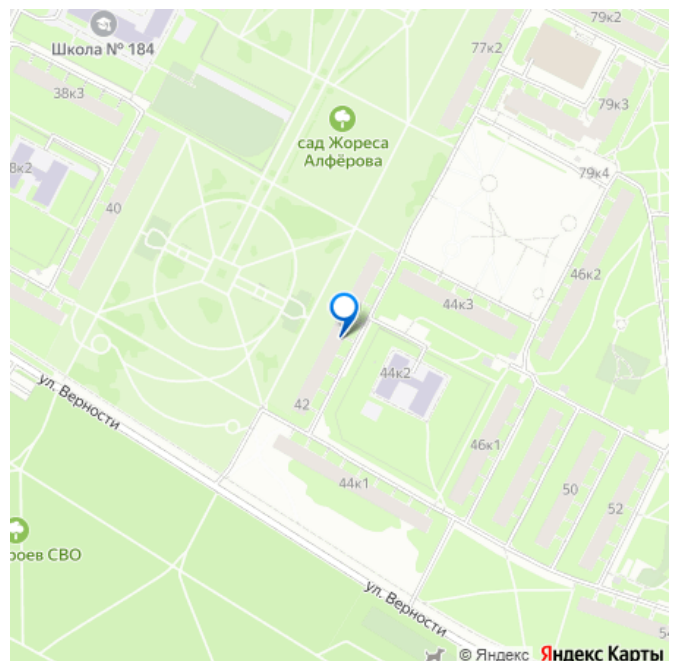 79к2
Школа № 184
77к2
38к3
79к3
сад Жореса
Алфёрова
8к2
79к4
40
46к2
44к3
44к2
ул. Верности
42
46к1
44к1
50
52
роев СВО
ул. Верности
54
© Яндекс Яндекс Карты